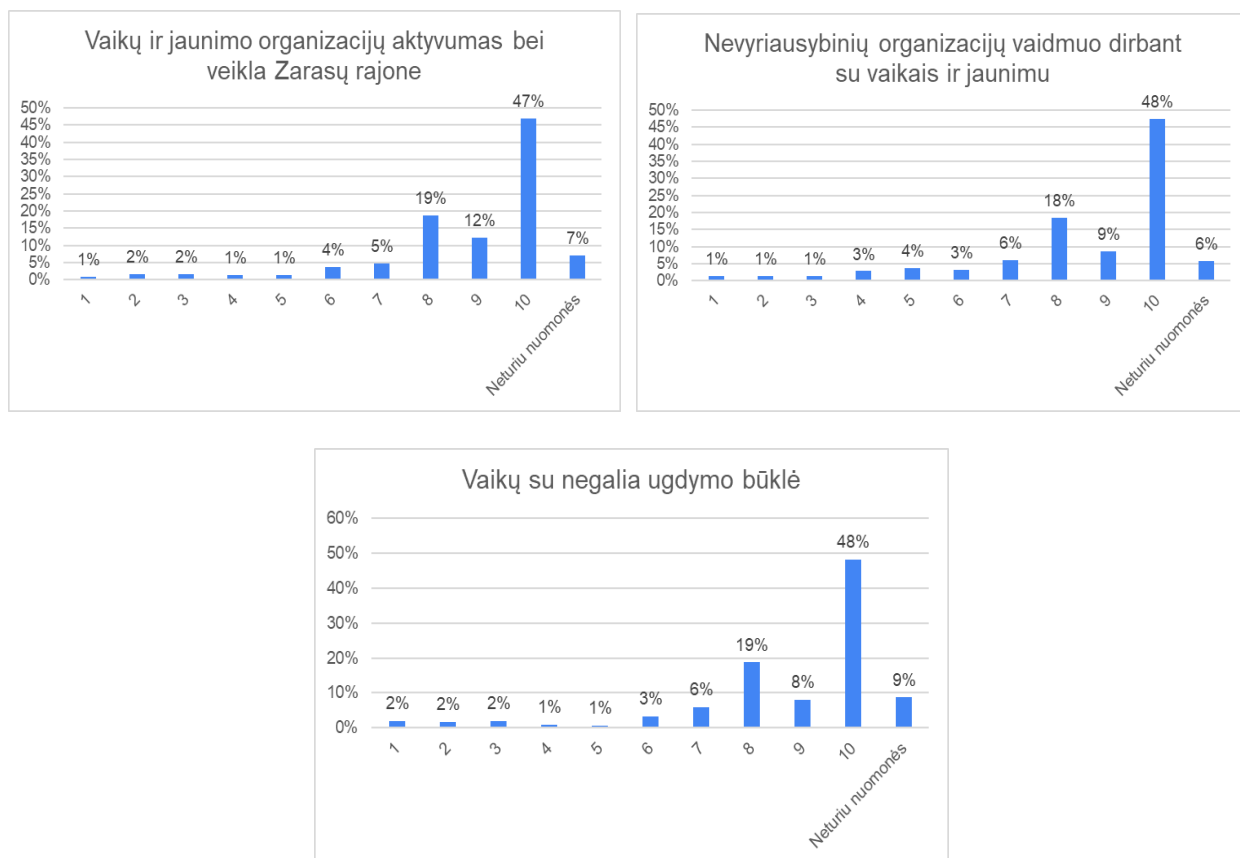 Vaikų ir jaunimo organizacijų aktyvumas bei
veikla Zarasų rajone
50%
45%
40%
35%
30%
25%
20%
15%
10%
5%
0%
1% 2% 2% 1% 1% 4% 5% 19% 12% 47% 7%
1 2 3 4 5 6 7 8 9 10 Neturiu nuomonės
Nevyriausybinių organizacijų vaidmuo dirbant
su vaikais ir jaunimu
50%
45%
40%
35%
30%
25%
20%
15%
10%
5%
0%
1% 1% 1% 3% 4% 3% 6% 18% 9% 48% 6%
1 2 3 4 5 6 7 8 9 10 Neturiu nuomonės
Vaikų su negalia ugdymo būklė
60%
50%
40%
30%
20%
10%
0%
2% 2% 2% 1% 1% 3% 6% 19% 8% 48% 9%
1 2 3 4 5 6 7 8 9 10 Neturiu nuomonės